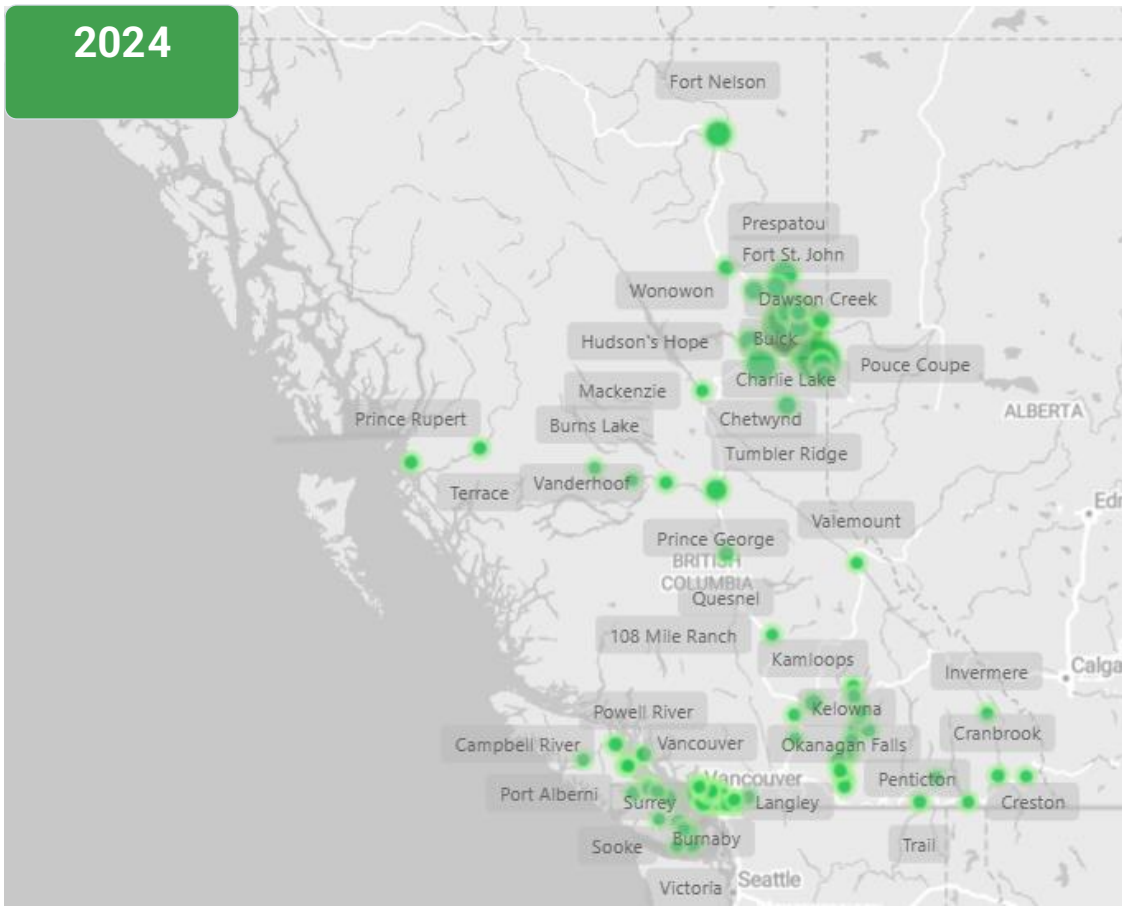 2024
Fort Nelson
Prespatou
Fort St. John
Wonowon
Dawson Creek
Hudson's Hope
Buick
Pouce Coupe
Mackenzie
Charlie Lake
ALBERTA
Prince Rupert
Burns Lake
Chetwynd
Tumbler Ridge
Terrace
Vanderhoof
Edr
Valemount
Prince George
BRITISH
COLUMBIA
Quesnel
108 Mile Ranch
Kamloops
Invermere
Calga
Powell River
Kelowna
Cranbrook
Campbell River
Vancouver
Okanagan Falls
Vancouver
Penticton
Port Alberni
Surrey
Langley
Creston
Sooke
Burnaby
Trail
Victoria
Seattle